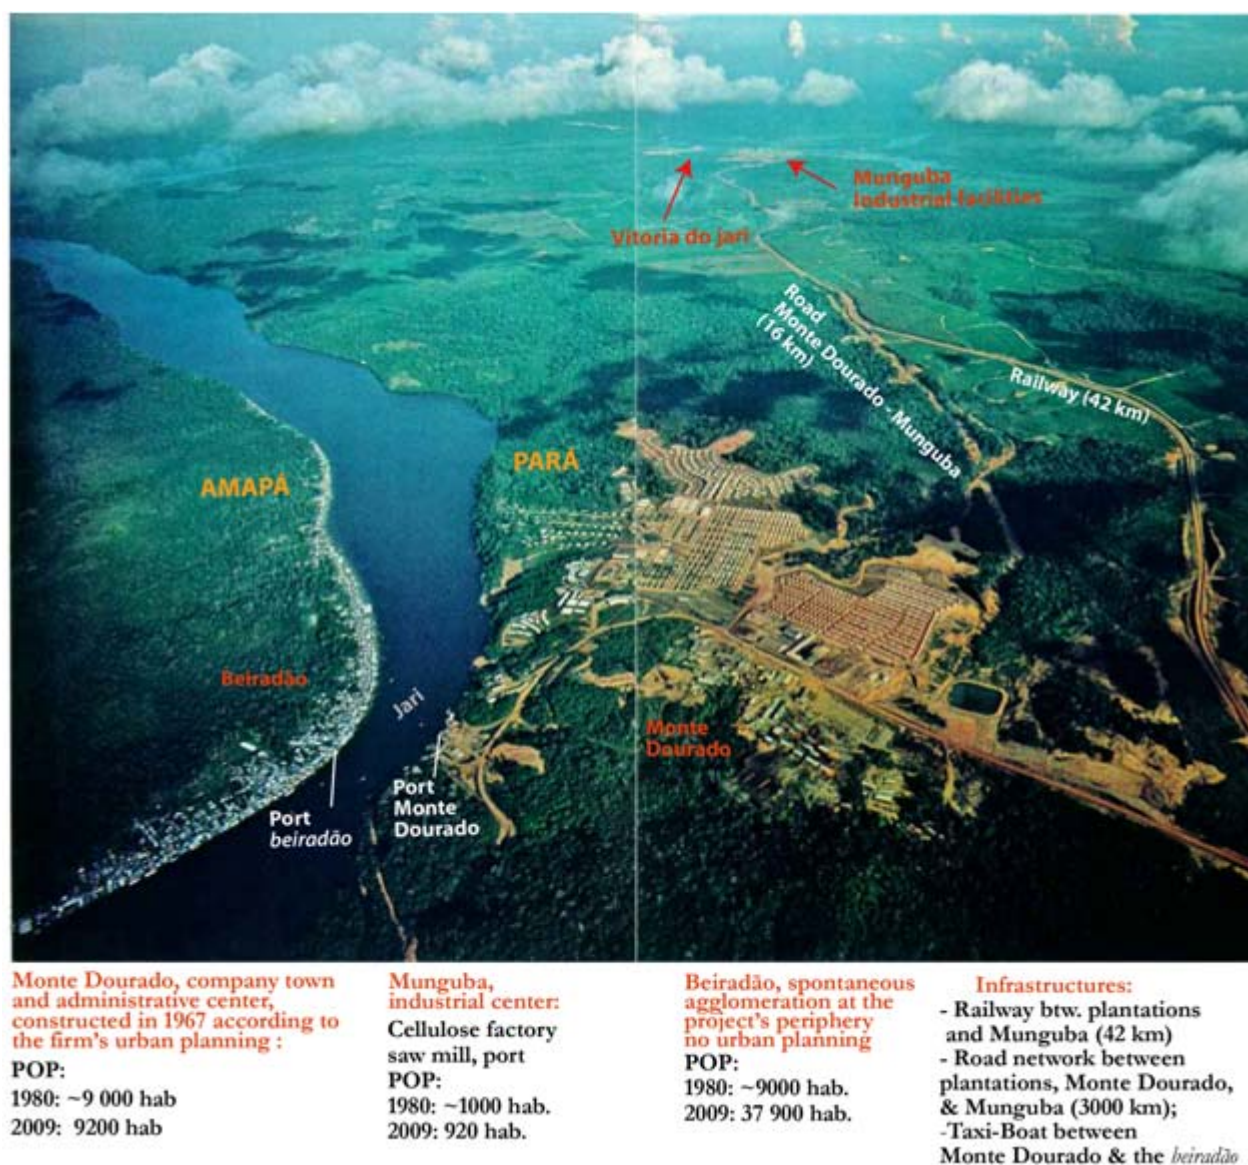 Munguba
Industrial facilities
Vitoria do jari
Road
Monte Dourado - Munguba
(16 km)
Railway (42 km)
AMAPÁ
PARÁ
Beiradão
Jari
Monte
Dourado
Port
beiradão
Port
Monte
Dourado
Monte Dourado, company town
and administrative center,
constructed in 1967 according to
the firm's urban planning :
POP:
1980: ~9 000 hab
2009: 9200 hab
Munguba,
industrial center:
Cellulose factory
saw mill, port
POP:
1980: ~1000 hab.
2009: 920 hab.
Beiradão, spontaneous
agglomeration at the
project's periphery
no urban planning
POP:
1980: ~9000 hab.
2009: 37 900 hab.
Infrastructures:
- Railway btw. plantations
and Munguba (42 km)
- Road network between
plantations, Monte Dourado,
& Munguba (3000 km);
-Taxi-Boat between
Monte Dourado & the beiradão